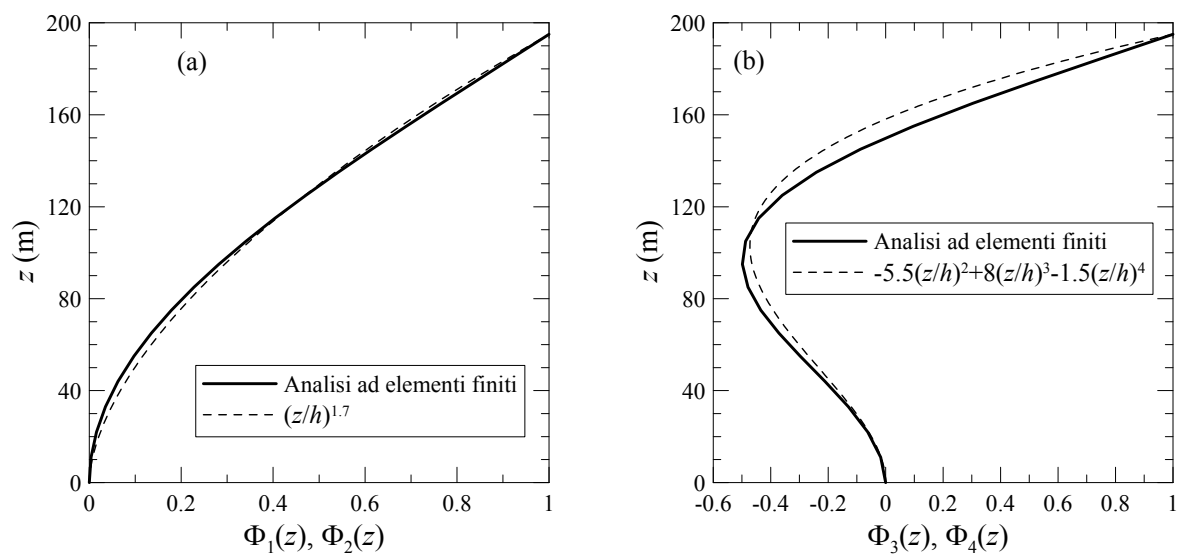 (a)
200
160
120
80
40
0
z (m)
Analisi ad elementi finiti
(z/h)^1.7
0 0.2 0.4 0.6 0.8 1
Φ₁(z), Φ₂(z)
(b)
200
160
120
80
40
0
z (m)
Analisi ad elementi finiti
-5.5(z/h)²+8(z/h)³-1.5(z/h)⁴
-0.6 -0.4 -0.2 0 0.2 0.4 0.6 0.8 1
Φ₃(z), Φ₄(z)